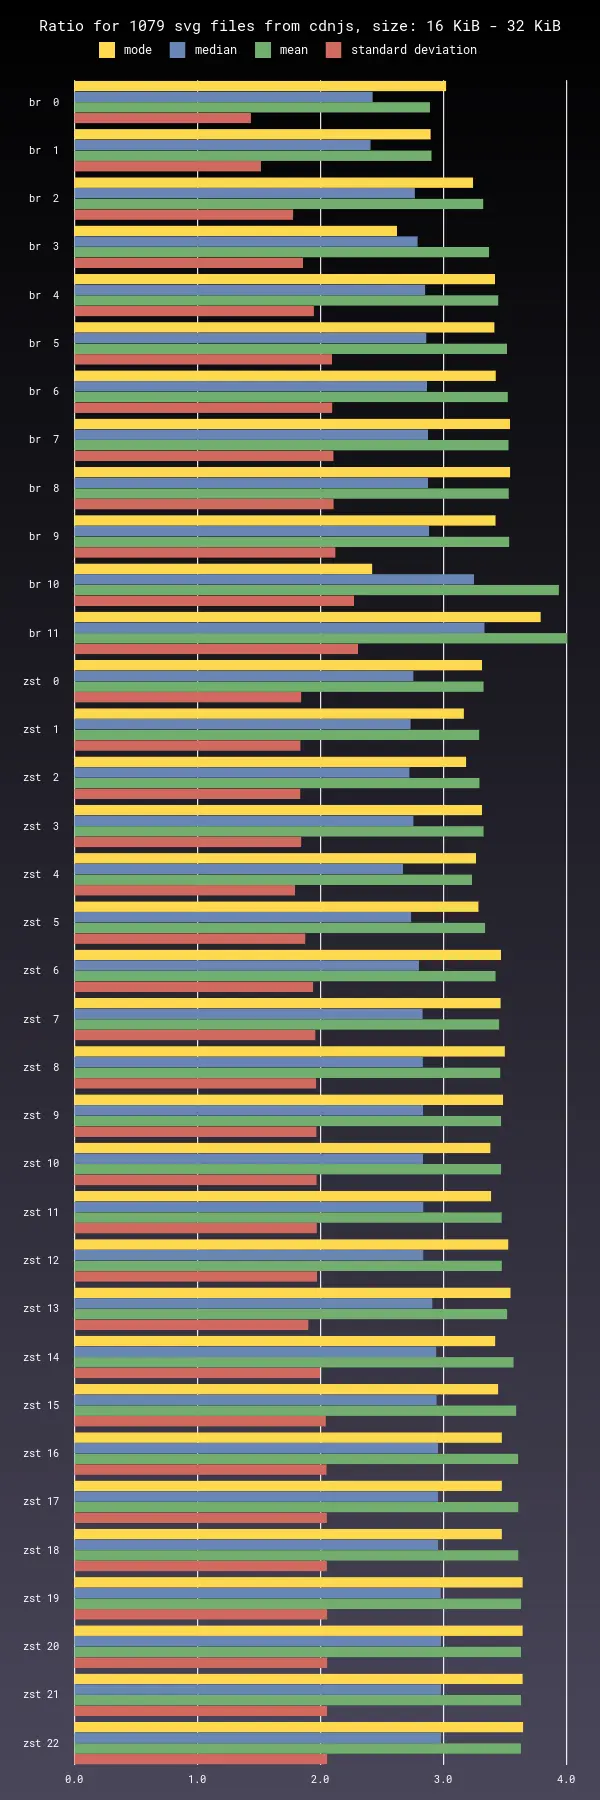 Ratio for 1079 svg files from cdnjs, size: 16 KiB - 32 KiB
mode median mean standard deviation
br 0
br 1
br 2
br 3
br 4
br 5
br 6
br 7
br 8
br 9
br 10
br 11
zst 0
zst 1
zst 2
zst 3
zst 4
zst 5
zst 6
zst 7
zst 8
zst 9
zst 10
zst 11
zst 12
zst 13
zst 14
zst 15
zst 16
zst 17
zst 18
zst 19
zst 20
zst 21
zst 22
0.0 1.0 2.0 3.0 4.0